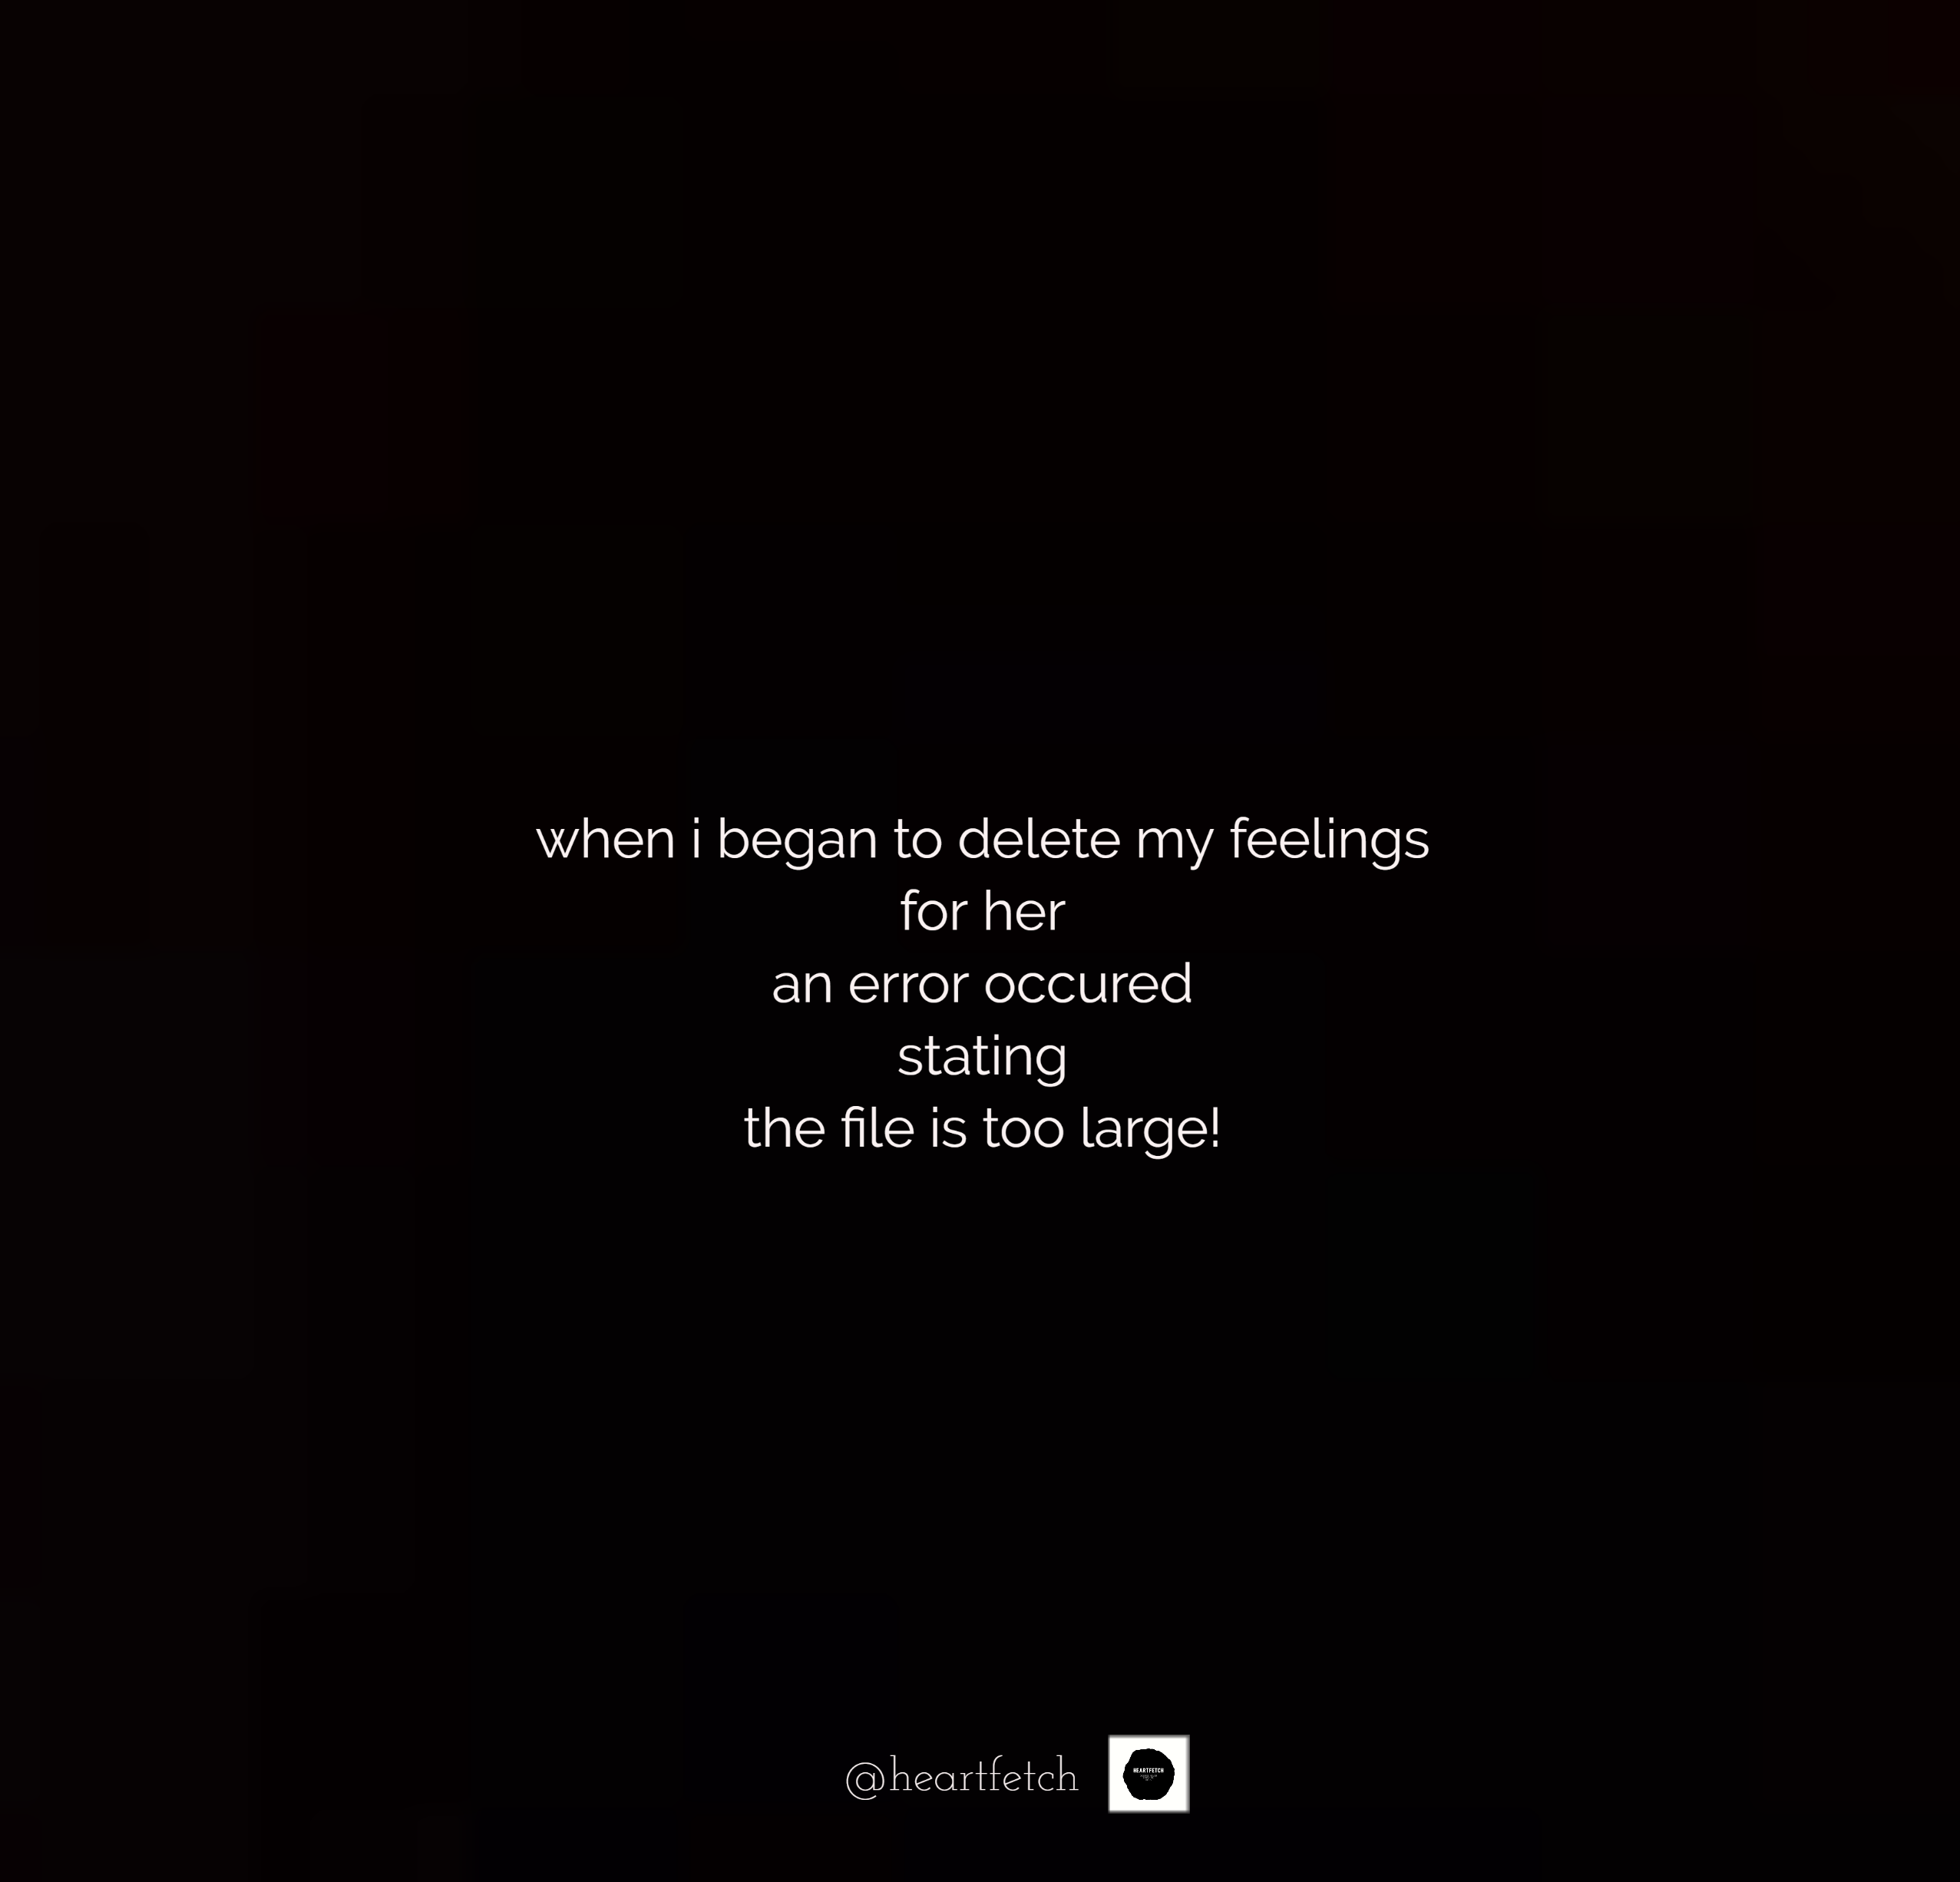 when i began to delete my feelings
for her
an error occured
stating
the file is too large!
@heartfetch
HEARTFETCH